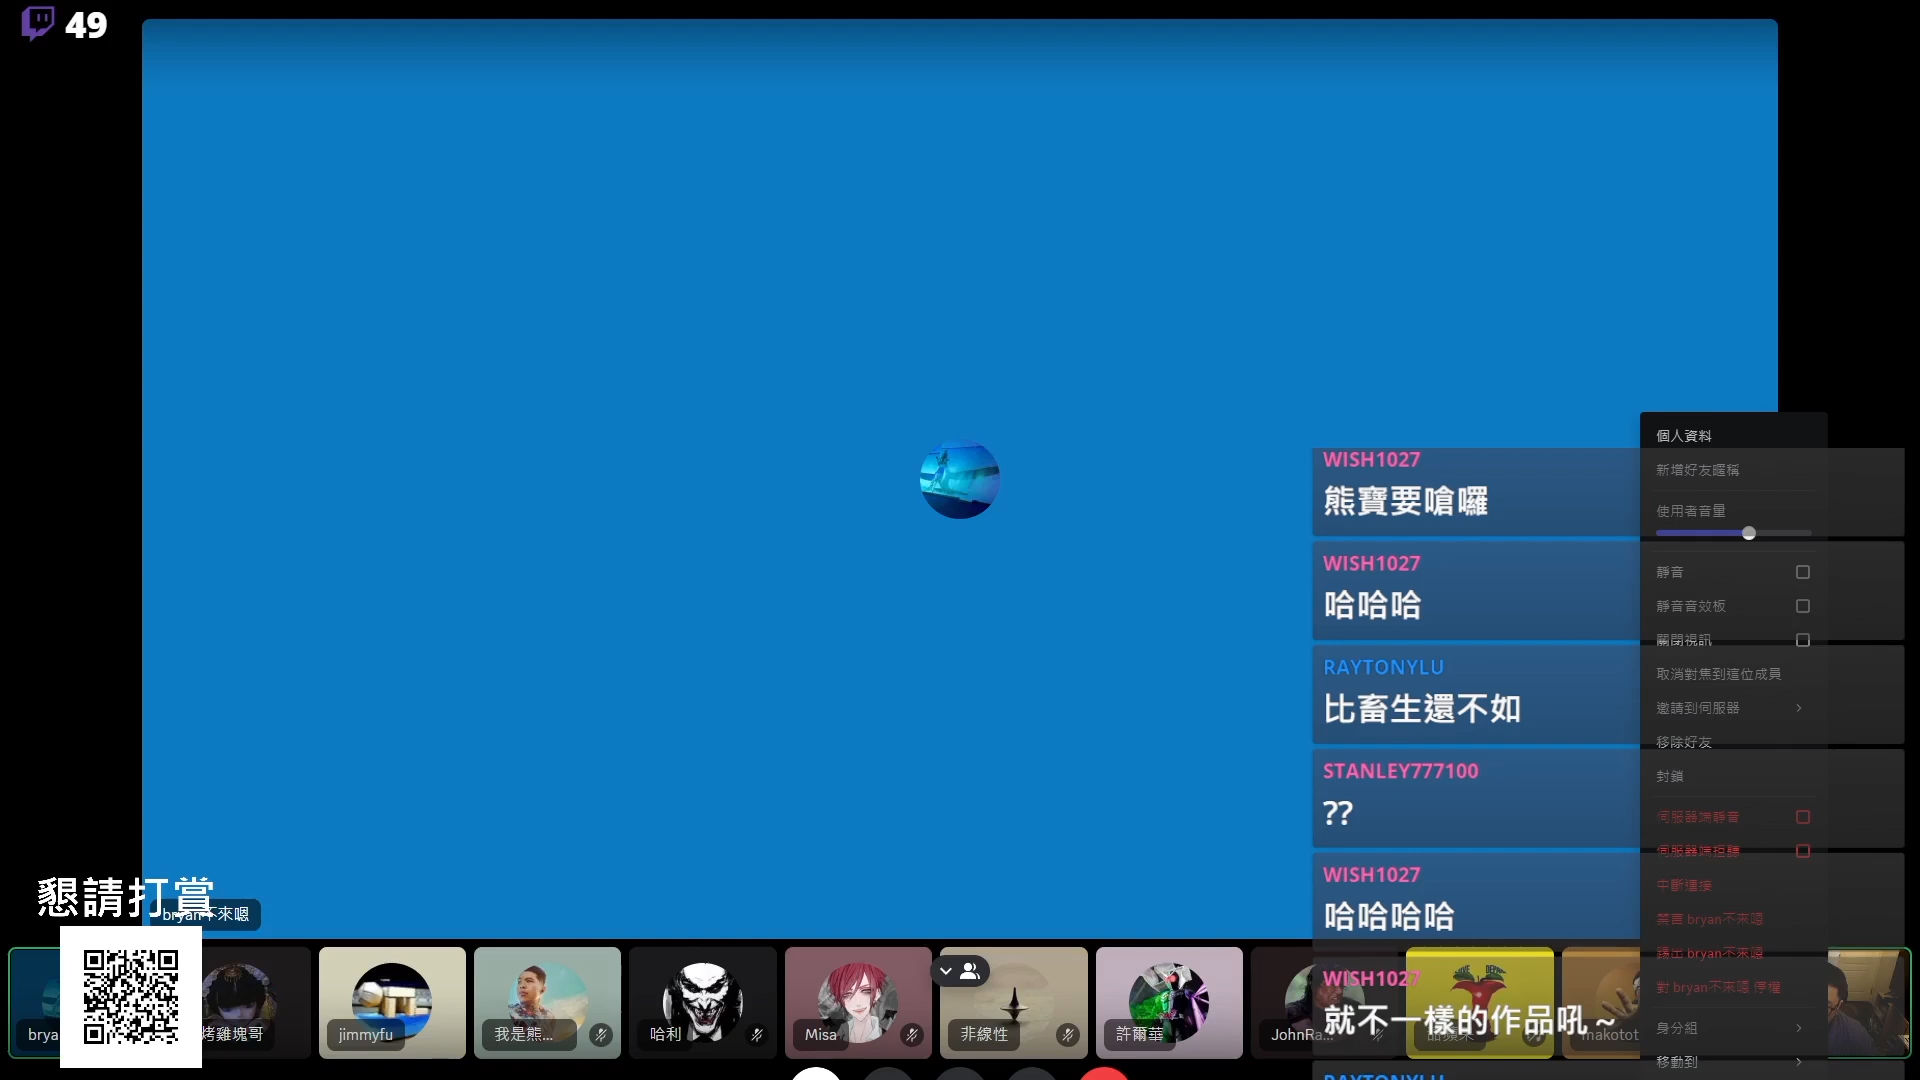 49
個人資料
新增好友暱稱
使用者音量
靜音
靜音音效板
關閉視訊
取消對焦到這位成員
邀請到伺服器
移除好友
封鎖
伺服器端靜音
伺服器端拒聽
中斷連接
禁言 bryan不來嗯
踢出 bryan不來嗯
對 bryan不來嗯 停權
身分組
移動到
WISH1027
熊寶要嗆囉
WISH1027
哈哈哈
RAYTONYLU
比畜生還不如
STANLEY777100
??
WISH1027
哈哈哈哈
WISH1027
就不一樣的作品吼～
RAYTONYLU
懇請打賞
bryan不來嗯
brya
烤雞塊哥
jimmyfu
我是熊...
哈利
Misa
非線性
許爾華
JohnRa...
makotot